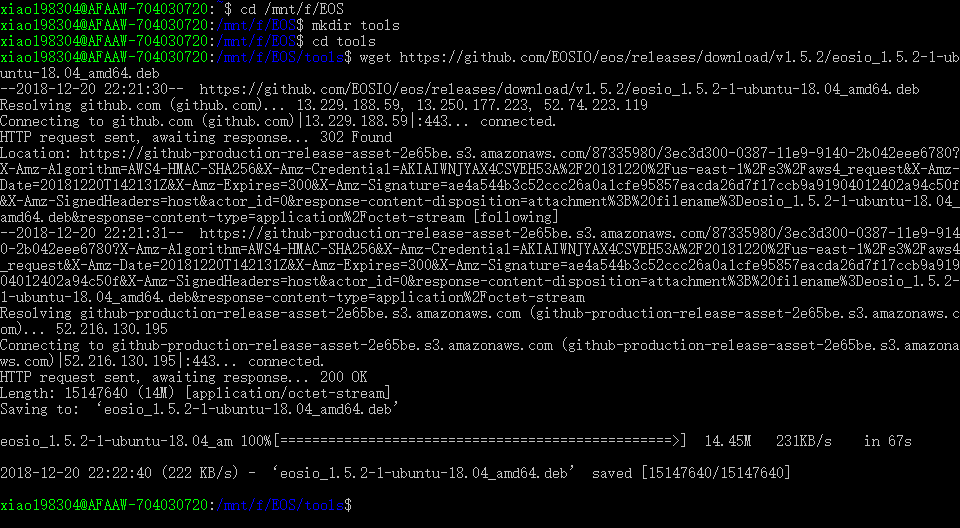 xiao198304@AFAAW-704030720:~$ cd /mnt/f/EOS
xiao198304@AFAAW-704030720:/mnt/f/EOS$ mkdir tools
xiao198304@AFAAW-704030720:/mnt/f/EOS$ cd tools
xiao198304@AFAAW-704030720:/mnt/f/EOS/tools$ wget https://github.com/EOSIO/eos/releases/download/v1.5.2/eosio_1.5.2-1-ub
untu-18.04_amd64.deb
--2018-12-20 22:21:30--  https://github.com/EOSIO/eos/releases/download/v1.5.2/eosio_1.5.2-1-ubuntu-18.04_amd64.deb
Resolving github.com (github.com)... 13.229.188.59, 13.250.177.223, 52.74.223.119
Connecting to github.com (github.com)|13.229.188.59|:443... connected.
HTTP request sent, awaiting response... 302 Found
Location: https://github-production-release-asset-2e65be.s3.amazonaws.com/87335980/3ec3d300-0387-11e9-9140-2b042eee6780?
X-Amz-Algorithm=AWS4-HMAC-SHA256&X-Amz-Credential=AKIAIWNJYAX4CSVEH53A%2F20181220%2Fus-east-1%2Fs3%2Faws4_request&X-Amz-
Date=20181220T142131Z&X-Amz-Expires=300&X-Amz-Signature=ae4a544b3c52ccc26a0a1cfe95857eacda26d7f17ccb9a91904012402a94c50f
&X-Amz-SignedHeaders=host&actor_id=0&response-content-disposition=attachment%3B%20filename%3Deosio_1.5.2-1-ubuntu-18.04_
amd64.deb&response-content-type=application%2Foctet-stream [following]
--2018-12-20 22:21:31--  https://github-production-release-asset-2e65be.s3.amazonaws.com/87335980/3ec3d300-0387-11e9-914
0-2b042eee6780?X-Amz-Algorithm=AWS4-HMAC-SHA256&X-Amz-Credential=AKIAIWNJYAX4CSVEH53A%2F20181220%2Fus-east-1%2Fs3%2Faws4
_request&X-Amz-Date=20181220T142131Z&X-Amz-Expires=300&X-Amz-Signature=ae4a544b3c52ccc26a0a1cfe95857eacda26d7f17ccb9a919
04012402a94c50f&X-Amz-SignedHeaders=host&actor_id=0&response-content-disposition=attachment%3B%20filename%3Deosio_1.5.2-
1-ubuntu-18.04_amd64.deb&response-content-type=application%2Foctet-stream
Resolving github-production-release-asset-2e65be.s3.amazonaws.com (github-production-release-asset-2e65be.s3.amazonaws.c
om)... 52.216.130.195
Connecting to github-production-release-asset-2e65be.s3.amazonaws.com (github-production-release-asset-2e65be.s3.amazona
ws.com)|52.216.130.195|:443... connected.
HTTP request sent, awaiting response... 200 OK
Length: 15147640 (14M) [application/octet-stream]
Saving to: ‘eosio_1.5.2-1-ubuntu-18.04_amd64.deb’
eosio_1.5.2-1-ubuntu-18.04_am 100%[=================================================>]  14.45M   231KB/s    in 67s
2018-12-20 22:22:40 (222 KB/s) - ‘eosio_1.5.2-1-ubuntu-18.04_amd64.deb’ saved [15147640/15147640]
xiao198304@AFAAW-704030720:/mnt/f/EOS/tools$